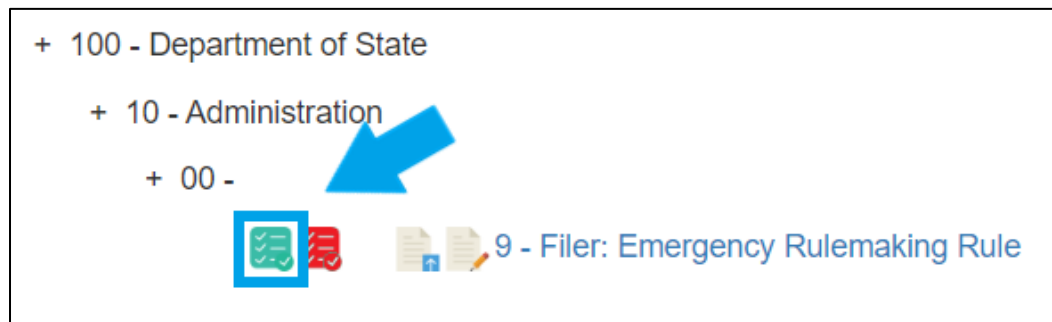 + 100 - Department of State
+ 10 - Administration
+ 00 -
9 - Filer: Emergency Rulemaking Rule